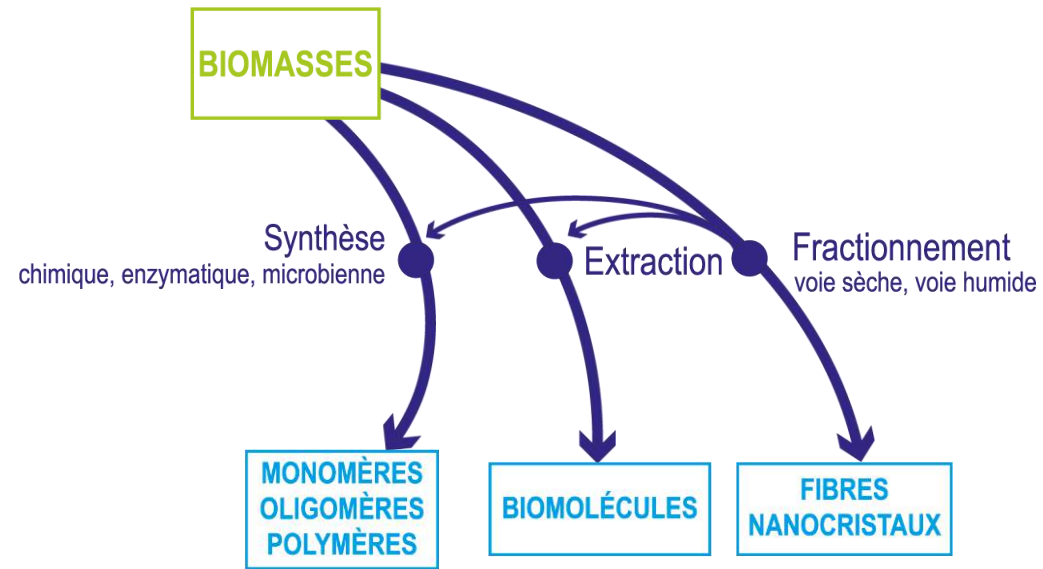 BIOMASSES
Synthèse
chimique, enzymatique, microbienne
Extraction
Fractionnement
voie sèche, voie humide
MONOMÈRES
OLIGOMÈRES
POLYMÈRES
BIOMOLÉCULES
FIBRES
NANOCRISTAUX